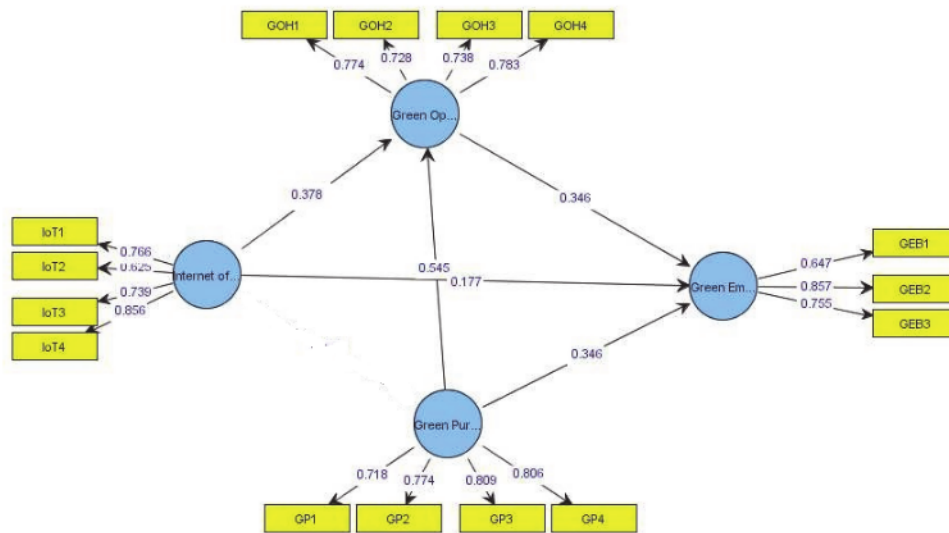 GOH1 GOH2 GOH3 GOH4
0.774 0.728 0.738 0.783
Green Op...
0.378 0.346
IoT1
IoT2
IoT3
IoT4
0.766
0.625
0.739
0.856
Internet of...
0.545
0.177
Green Em...
0.647
0.857
0.755
GEB1
GEB2
GEB3
0.346
Green Pur...
0.718 0.774 0.809 0.806
GP1 GP2 GP3 GP4